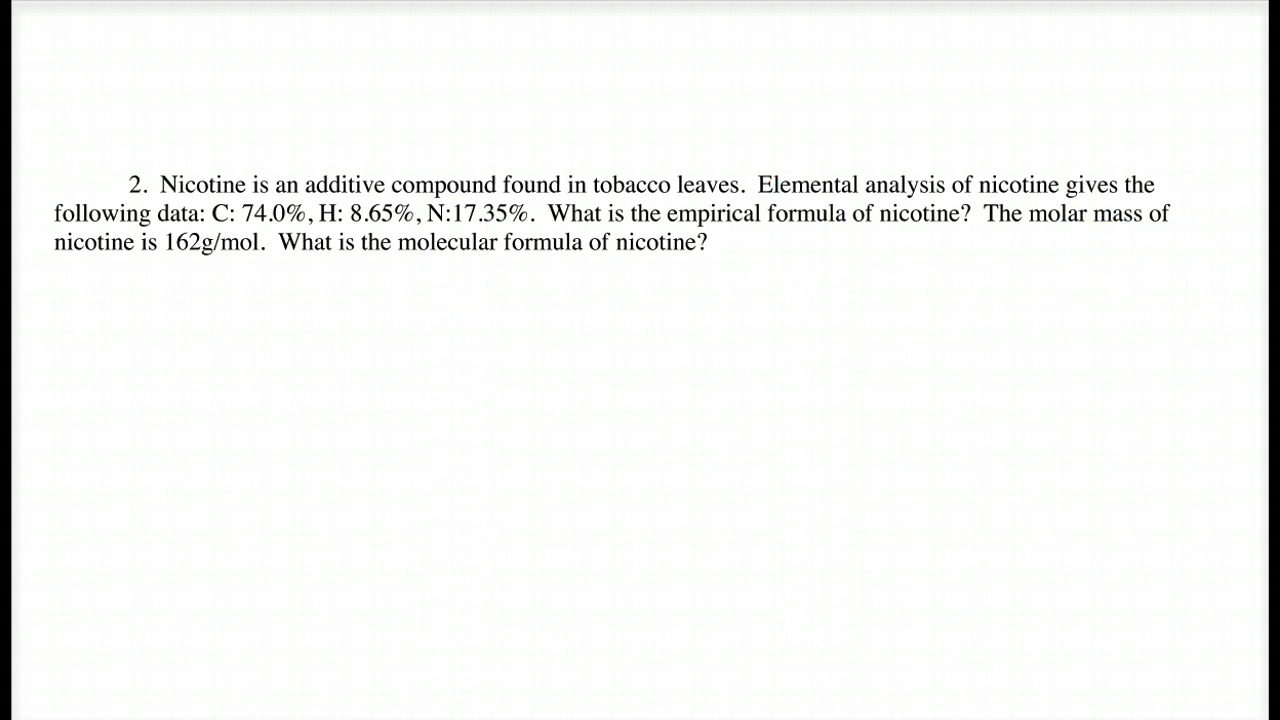 2. Nicotine is an additive compound found in tobacco leaves. Elemental analysis of nicotine gives the
following data: C: 74.0%, H: 8.65%, N:17.35%. What is the empirical formula of nicotine? The molar mass of
nicotine is 162g/mol. What is the molecular formula of nicotine?